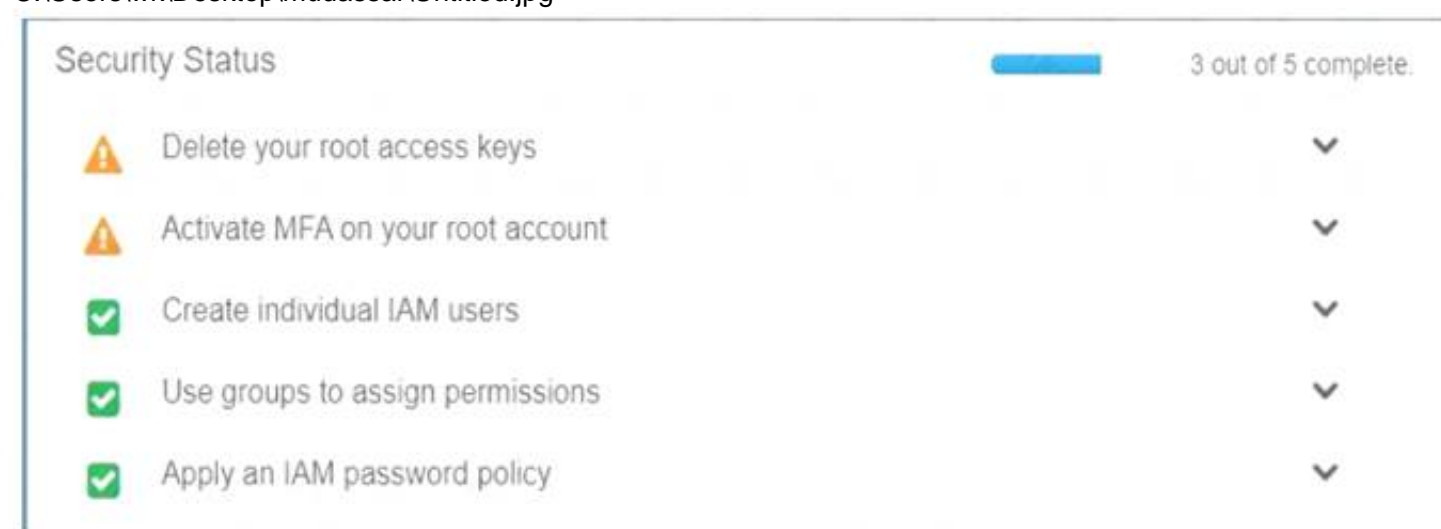 Security Status
3 out of 5 complete.
Delete your root access keys
Activate MFA on your root account
Create individual IAM users
Use groups to assign permissions
Apply an IAM password policy